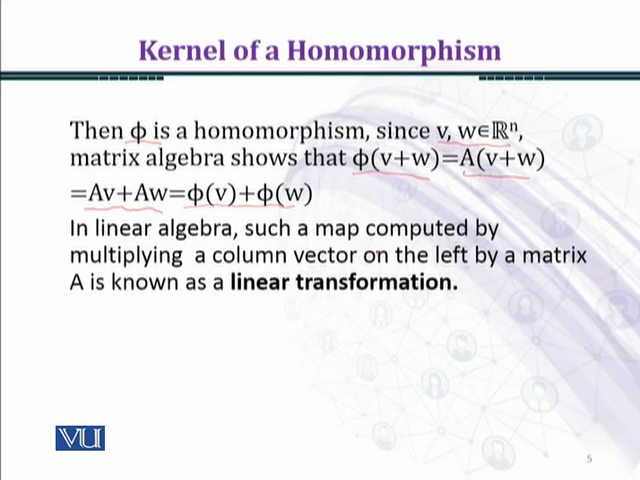 Kernel of a Homomorphism
Then ϕ is a homomorphism, since v, w∈ℝⁿ,
matrix algebra shows that ϕ(v+w)=A(v+w)
=Av+Aw=ϕ(v)+ϕ(w)
In linear algebra, such a map computed by
multiplying a column vector on the left by a matrix
A is known as a linear transformation.
VU
5